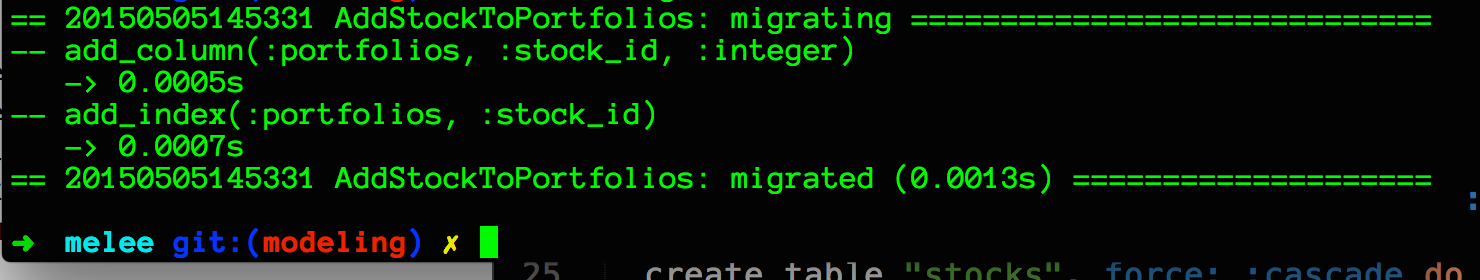 == 20150505145331 AddStockToPortfolios: migrating =============================
-- add_column(:portfolios, :stock_id, :integer)
   -> 0.0005s
-- add_index(:portfolios, :stock_id)
   -> 0.0007s
== 20150505145331 AddStockToPortfolios: migrated (0.0013s) ====================
:
➜  melee git:(modeling) ✗
25 create_table "stocks", force: :cascade do